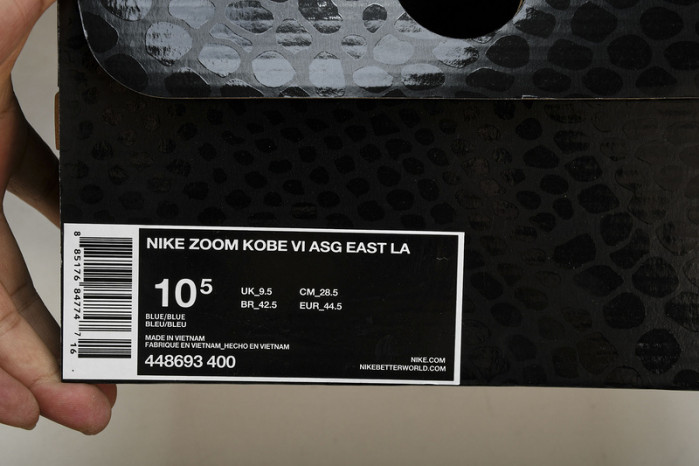 NIKE ZOOM KOBE VI ASG EAST LA
10 5
UK_9.5 CM_28.5
BR_42.5 EUR_44.5
BLUE/BLUE
BLEU/BLEU
MADE IN VIETNAM
FABRIQUE EN VIETNAM_HECHO EN VIETNAM
448693 400
NIKE.COM
NIKEBETTERWORLD.COM
8 85176 84774 7 16